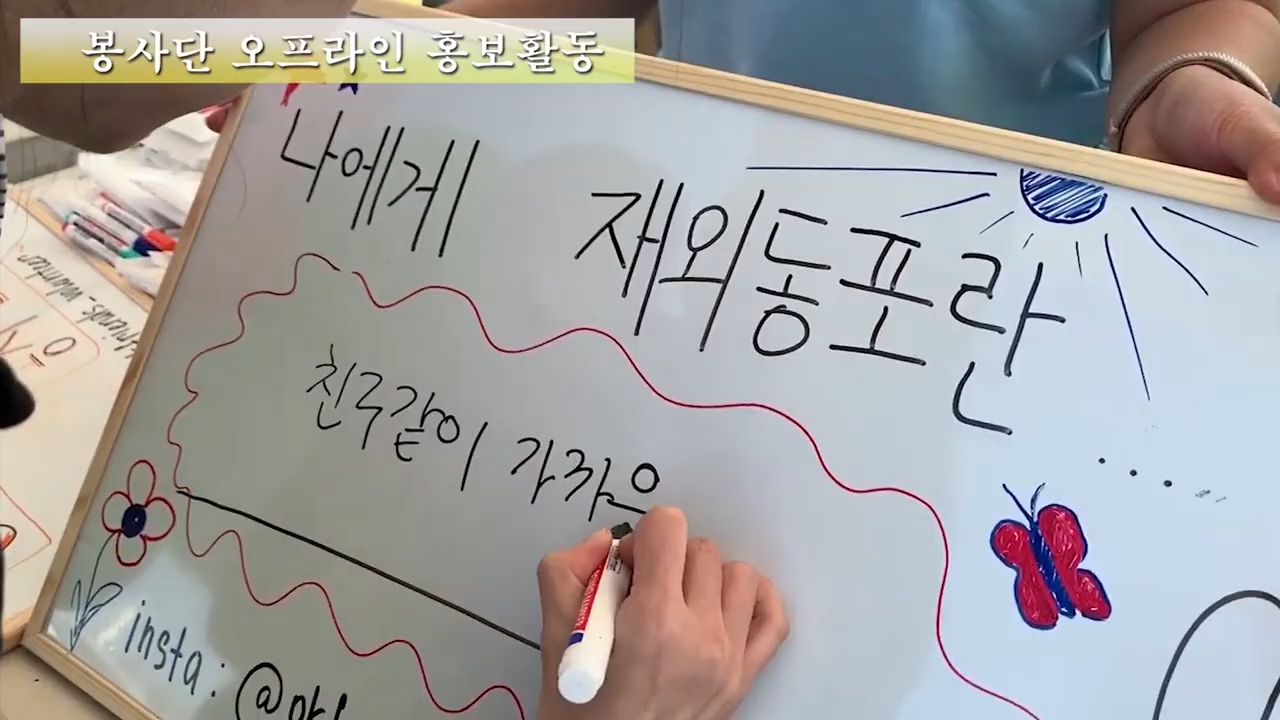 봉사단 오프라인 홍보활동
나에게
재외동포란
...
친구같이 가까우
insta: